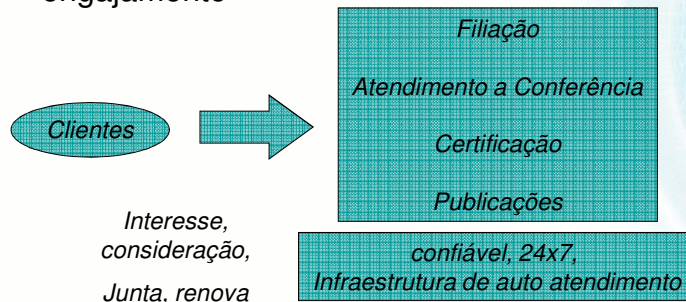 engajamento
Filiação
Atendimento a Conferência
Clientes
Certificação
Publicações
Interesse,
consideração,
Junta, renova
confiável, 24x7,
Infraestrutura de auto atendimento